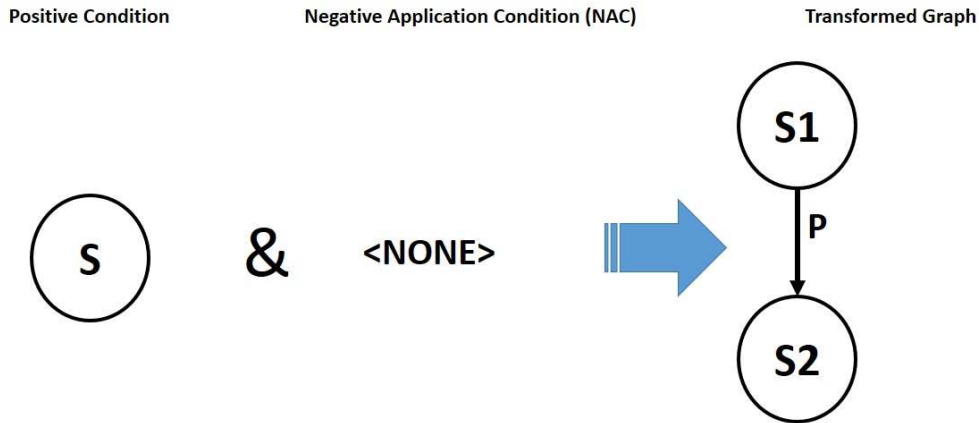 Positive Condition
Negative Application Condition (NAC)
Transformed Graph
S
&
<NONE>
S1
P
S2